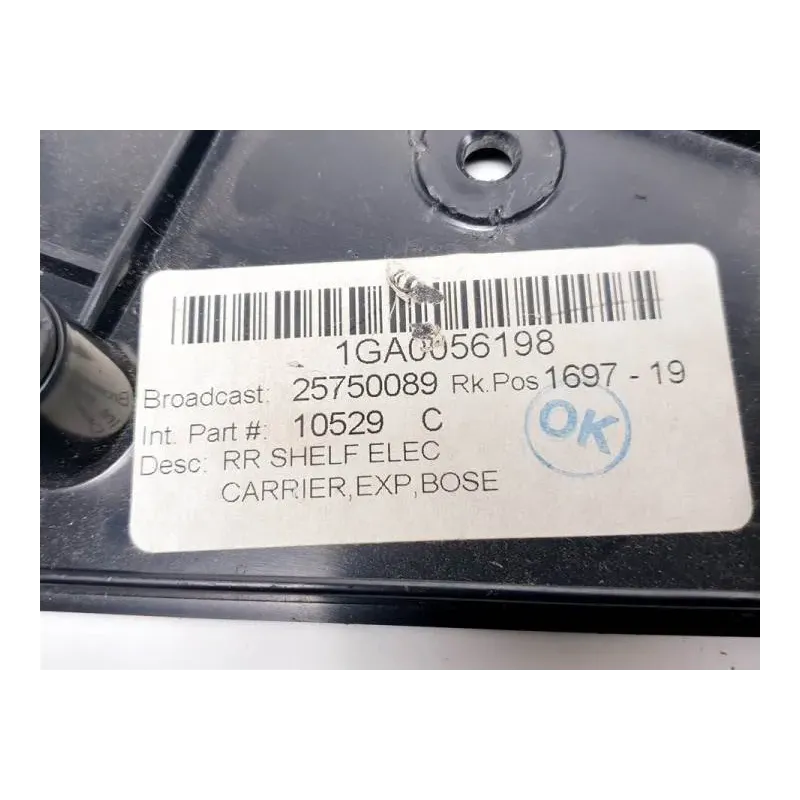 1GA0056198
Broadcast: 25750089 Rk.Pos 1697 - 19
Int. Part #: 10529 C
Desc: RR SHELF ELEC
CARRIER,EXP,BOSE
OK